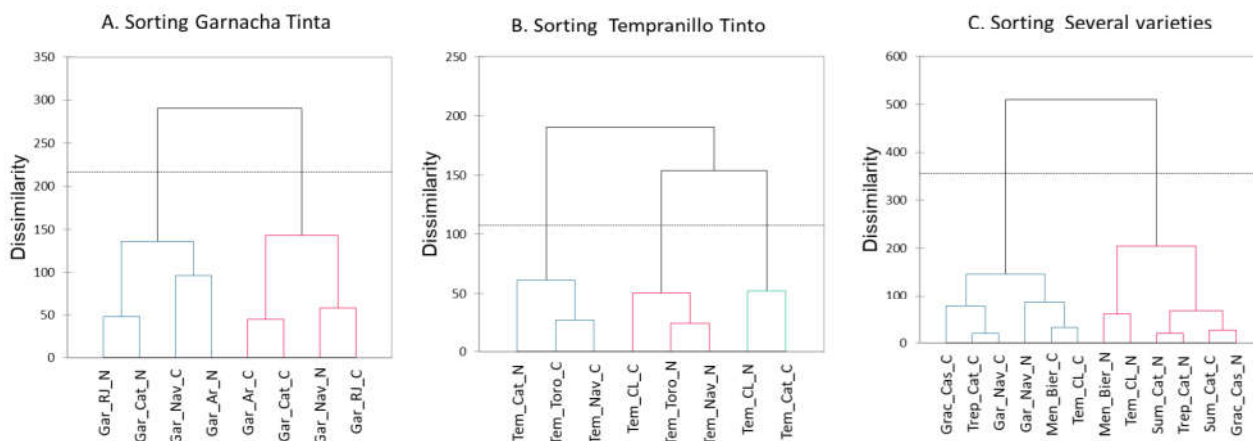 A. Sorting Garnacha Tinta
350
300
250
200
150
100
50
0
Dissimilarity
Gar_RJ_N
Gar_Cat_N
Gar_Nav_C
Gar_Ar_N
Gar_Ar_C
Gar_Cat_C
Gar_Nav_N
Gar_RJ_C
B. Sorting Tempranillo Tinto
250
200
150
100
50
0
Dissimilarity
Tem_Cat_N
Tem_Toro_C
Tem_Nav_C
Tem_CL_C
Tem_Toro_N
Tem_Nav_N
Tem_CL_N
Tem_Cat_C
C. Sorting Several varieties
600
500
400
300
200
100
0
Dissimilarity
Grac_Cas_C
Trep_Cat_C
Gar_Nav_C
Gar_Nav_N
Men_Bier_C
Tem_CL_C
Men_Bier_N
Tem_CL_N
Sum_Cat_N
Trep_Cat_N
Sum_Cat_C
Grac_Cas_N